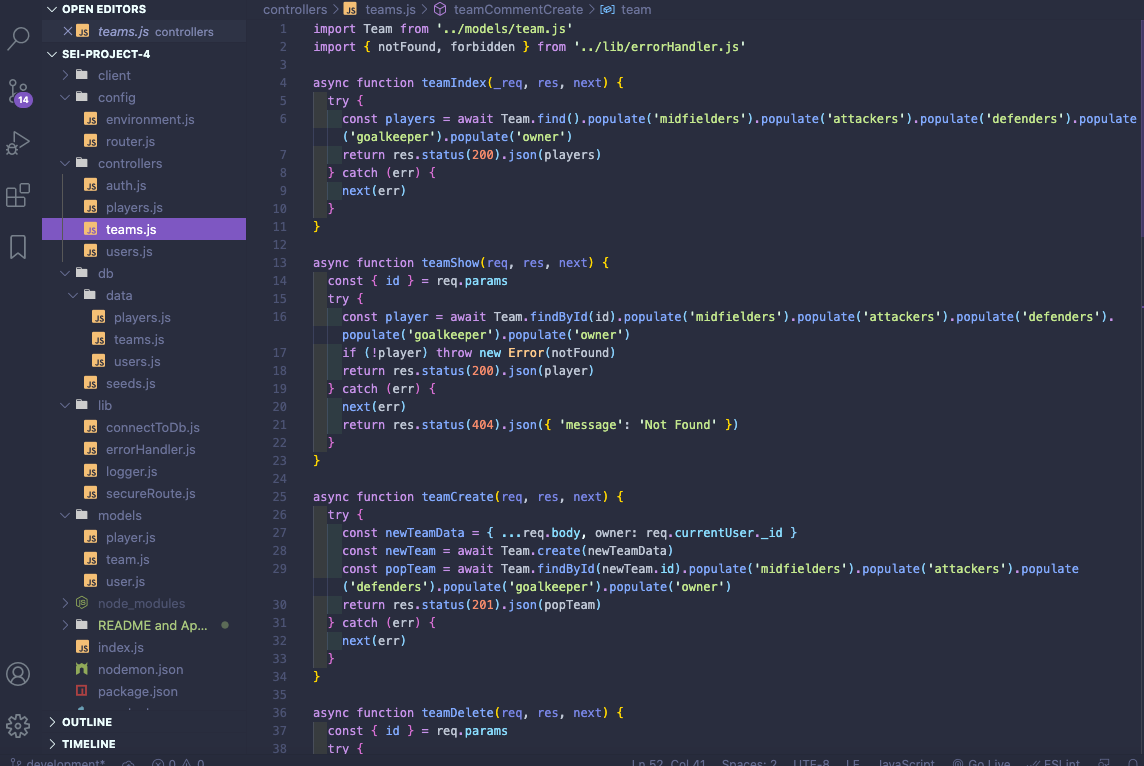 OPEN EDITORS
teams.js controllers
SEI-PROJECT-4
client
config
environment.js
router.js
controllers
auth.js
players.js
teams.js
users.js
db
data
players.js
teams.js
users.js
seeds.js
lib
connectToDb.js
errorHandler.js
logger.js
secureRoute.js
models
player.js
team.js
user.js
node_modules
README and Ap...
index.js
nodemon.json
package.json
OUTLINE
TIMELINE
14
controllers > JS teams.js > teamCommentCreate > team
1 import Team from '../models/team.js'
2 import { notFound, forbidden } from '../lib/errorHandler.js'
3
4 async function teamIndex(_req, res, next) {
5 try {
6 const players = await Team.find().populate('midfielders').populate('attackers').populate('defenders').populate
('goalkeeper').populate('owner')
7 return res.status(200).json(players)
8 } catch (err) {
9 next(err)
10 }
11 }
12
13 async function teamShow(req, res, next) {
14 const { id } = req.params
15 try {
16 const player = await Team.findById(id).populate('midfielders').populate('attackers').populate('defenders').
populate('goalkeeper').populate('owner')
17 if (!player) throw new Error(notFound)
18 return res.status(200).json(player)
19 } catch (err) {
20 next(err)
21 return res.status(404).json({ 'message': 'Not Found' })
22 }
23 }
24
25 async function teamCreate(req, res, next) {
26 try {
27 const newTeamData = { ...req.body, owner: req.currentUser._id }
28 const newTeam = await Team.create(newTeamData)
29 const popTeam = await Team.findById(newTeam.id).populate('midfielders').populate('attackers').populate
('defenders').populate('goalkeeper').populate('owner')
30 return res.status(201).json(popTeam)
31 } catch (err) {
32 next(err)
33 }
34 }
35
36 async function teamDelete(req, res, next) {
37 const { id } = req.params
38 try {
development* 0 0 Ln 52, Col 41 Spaces: 2 UTF-8 LF JavaScript Go Live ESLint